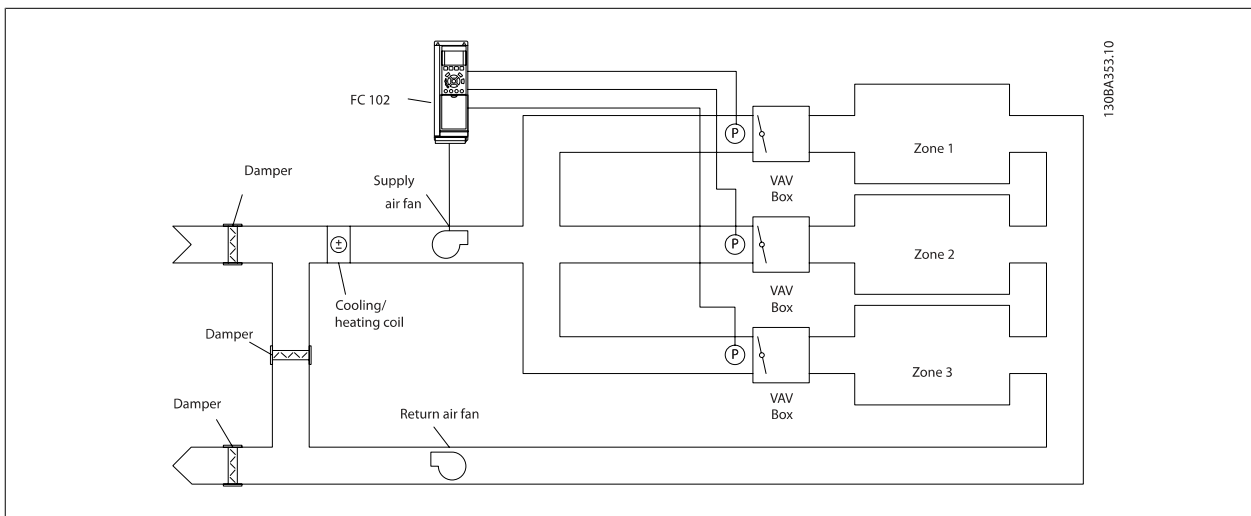 130BA353.10
FC 102
Damper
Supply
air fan
P
VAV
Box
Zone 1
±
Cooling/
heating coil
P
VAV
Box
Zone 2
Damper
P
VAV
Box
Zone 3
Damper
Return air fan